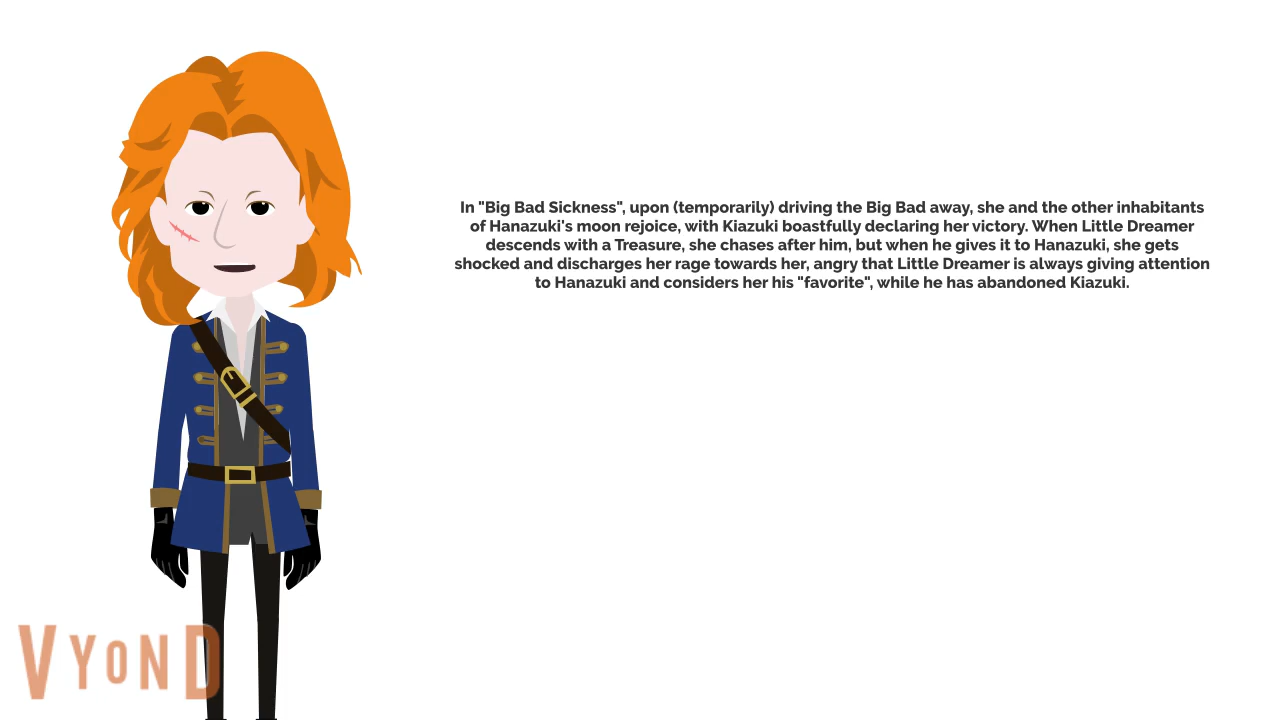 In "Big Bad Sickness", upon (temporarily) driving the Big Bad away, she and the other inhabitants
of Hanazuki's moon rejoice, with Kiazuki boastfully declaring her victory. When Little Dreamer
descends with a Treasure, she chases after him, but when he gives it to Hanazuki, she gets
shocked and discharges her rage towards her, angry that Little Dreamer is always giving attention
to Hanazuki and considers her his "favorite", while he has abandoned Kiazuki.
VYOND